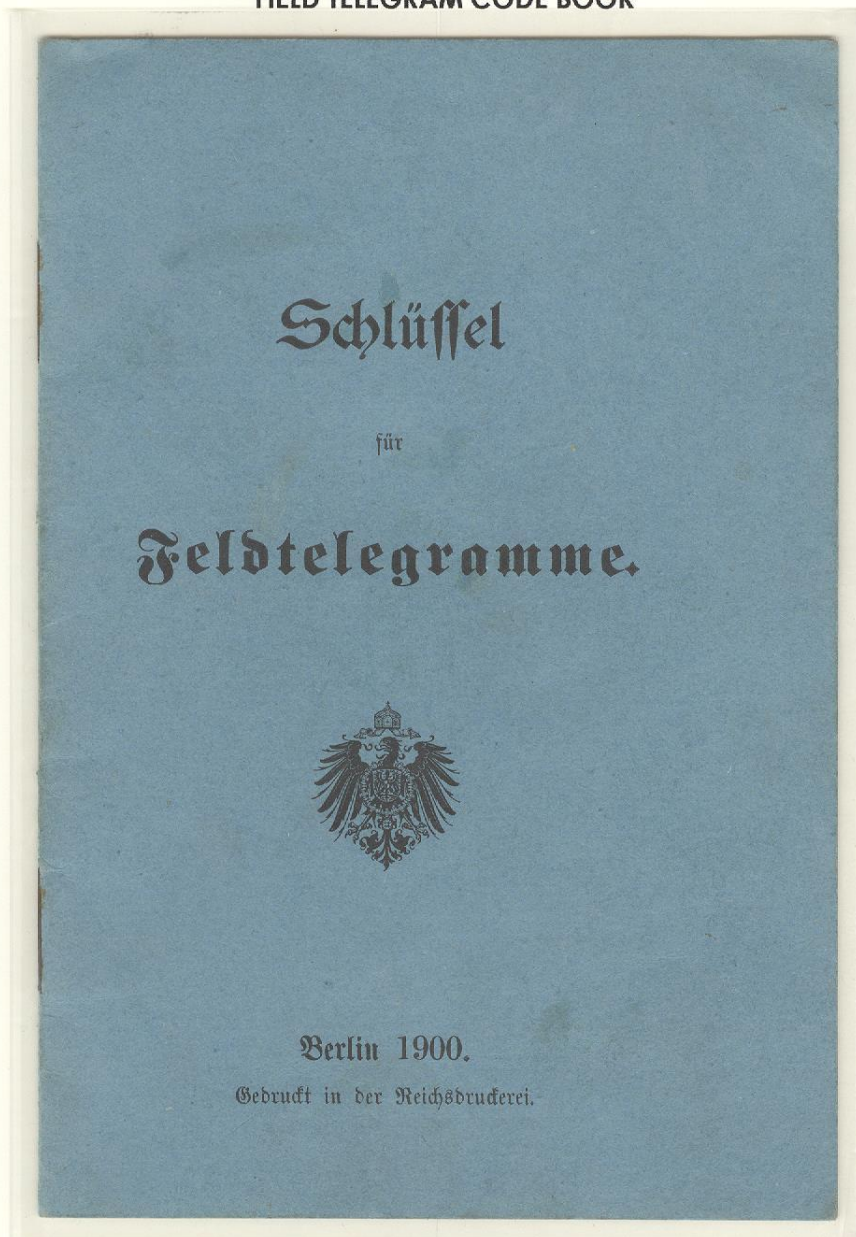 FIELD TELEGRAM CODE BOOK
Schlüssel
für
Feldtelegramme.
Berlin 1900.
Gedruckt in der Reichsdruckerei.